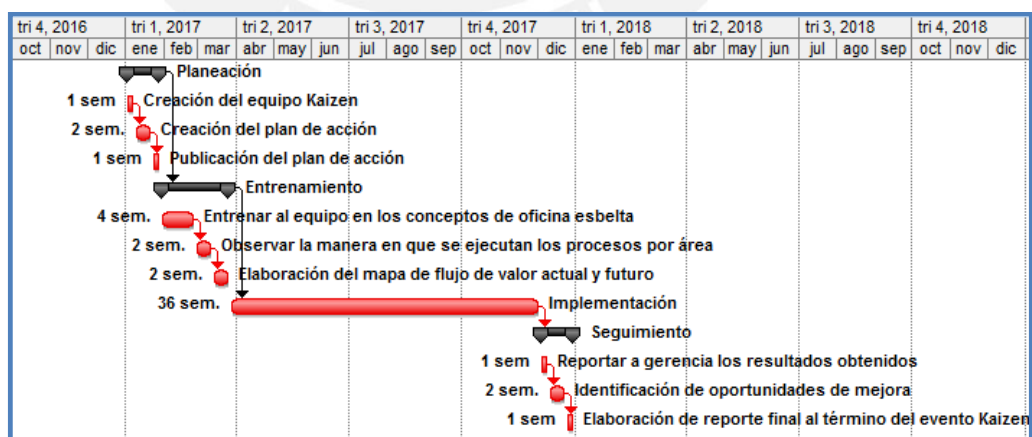 tri 4, 2016 tri 1, 2017 tri 2, 2017 tri 3, 2017 tri 4, 2017 tri 1, 2018 tri 2, 2018 tri 3, 2018 tri 4, 2018
oct nov dic ene feb mar abr may jun jul ago sep oct nov dic ene feb mar abr may jun jul ago sep oct nov dic
Planeación
1 sem Creación del equipo Kaizen
2 sem. Creación del plan de acción
1 sem Publicación del plan de acción
Entrenamiento
4 sem. Entrenar al equipo en los conceptos de oficina esbelta
2 sem. Observar la manera en que se ejecutan los procesos por área
2 sem. Elaboración del mapa de flujo de valor actual y futuro
36 sem. Implementación
Seguimiento
1 sem Reportar a gerencia los resultados obtenidos
2 sem. Identificación de oportunidades de mejora
1 sem Elaboración de reporte final al término del evento Kaizen